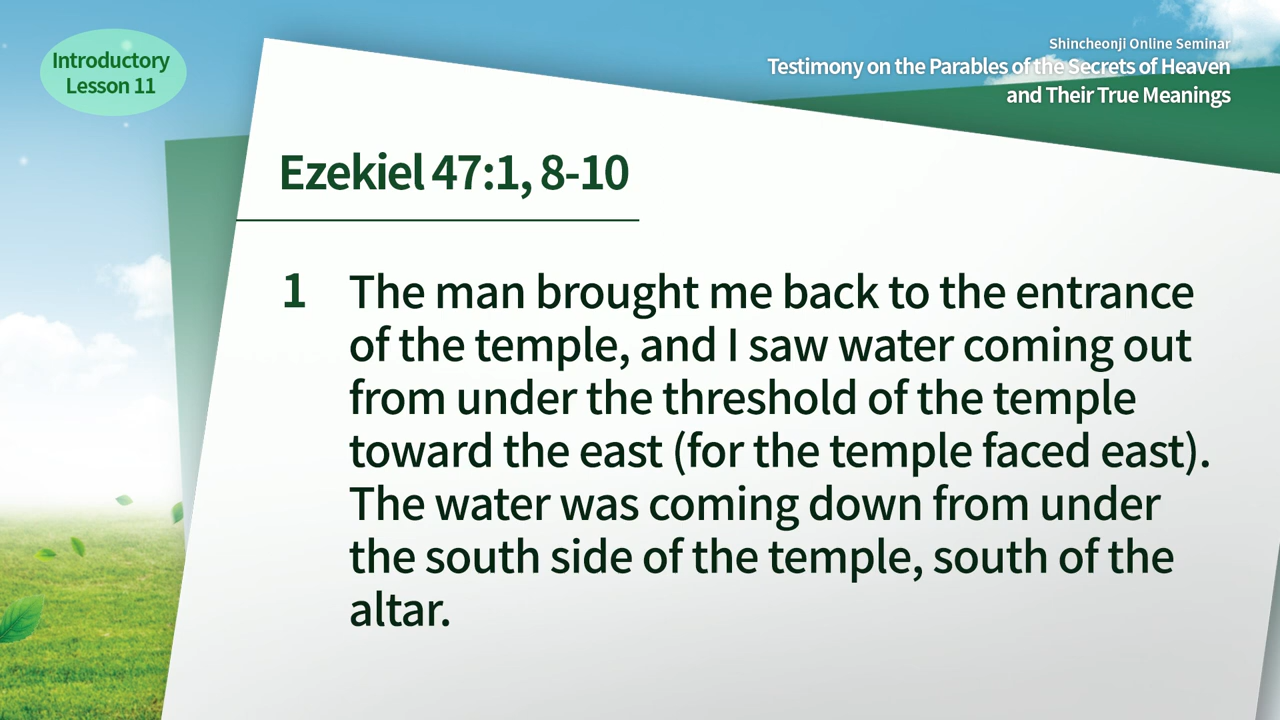 Introductory
Lesson 11
Shincheonji Online Seminar
Testimony on the Parables of the Secrets of Heaven
and Their True Meanings
Ezekiel 47:1, 8-10
1 The man brought me back to the entrance
of the temple, and I saw water coming out
from under the threshold of the temple
toward the east (for the temple faced east).
The water was coming down from under
the south side of the temple, south of the
altar.